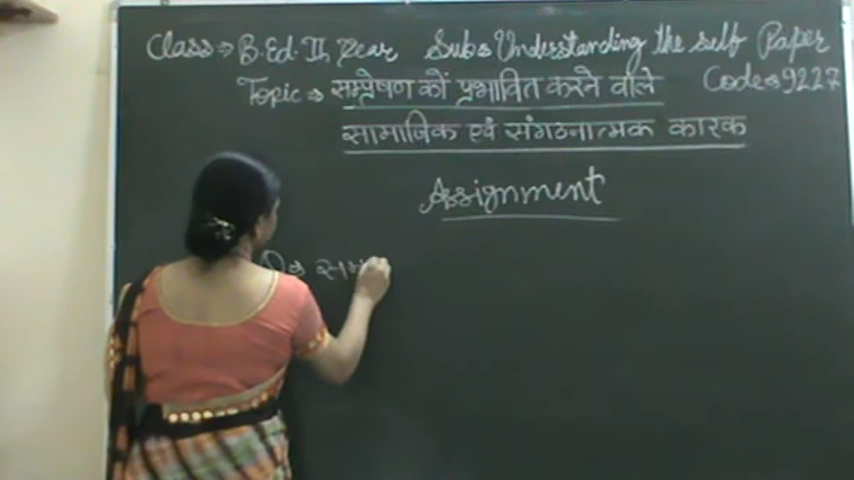 Class → B.Ed. II Year Sub: Understanding the self Paper
Topic → सम्प्रेषण कों प्रभावित करने वाले Code: 9227
सामाजिक एवं संगठनात्मक कारक
Assignment